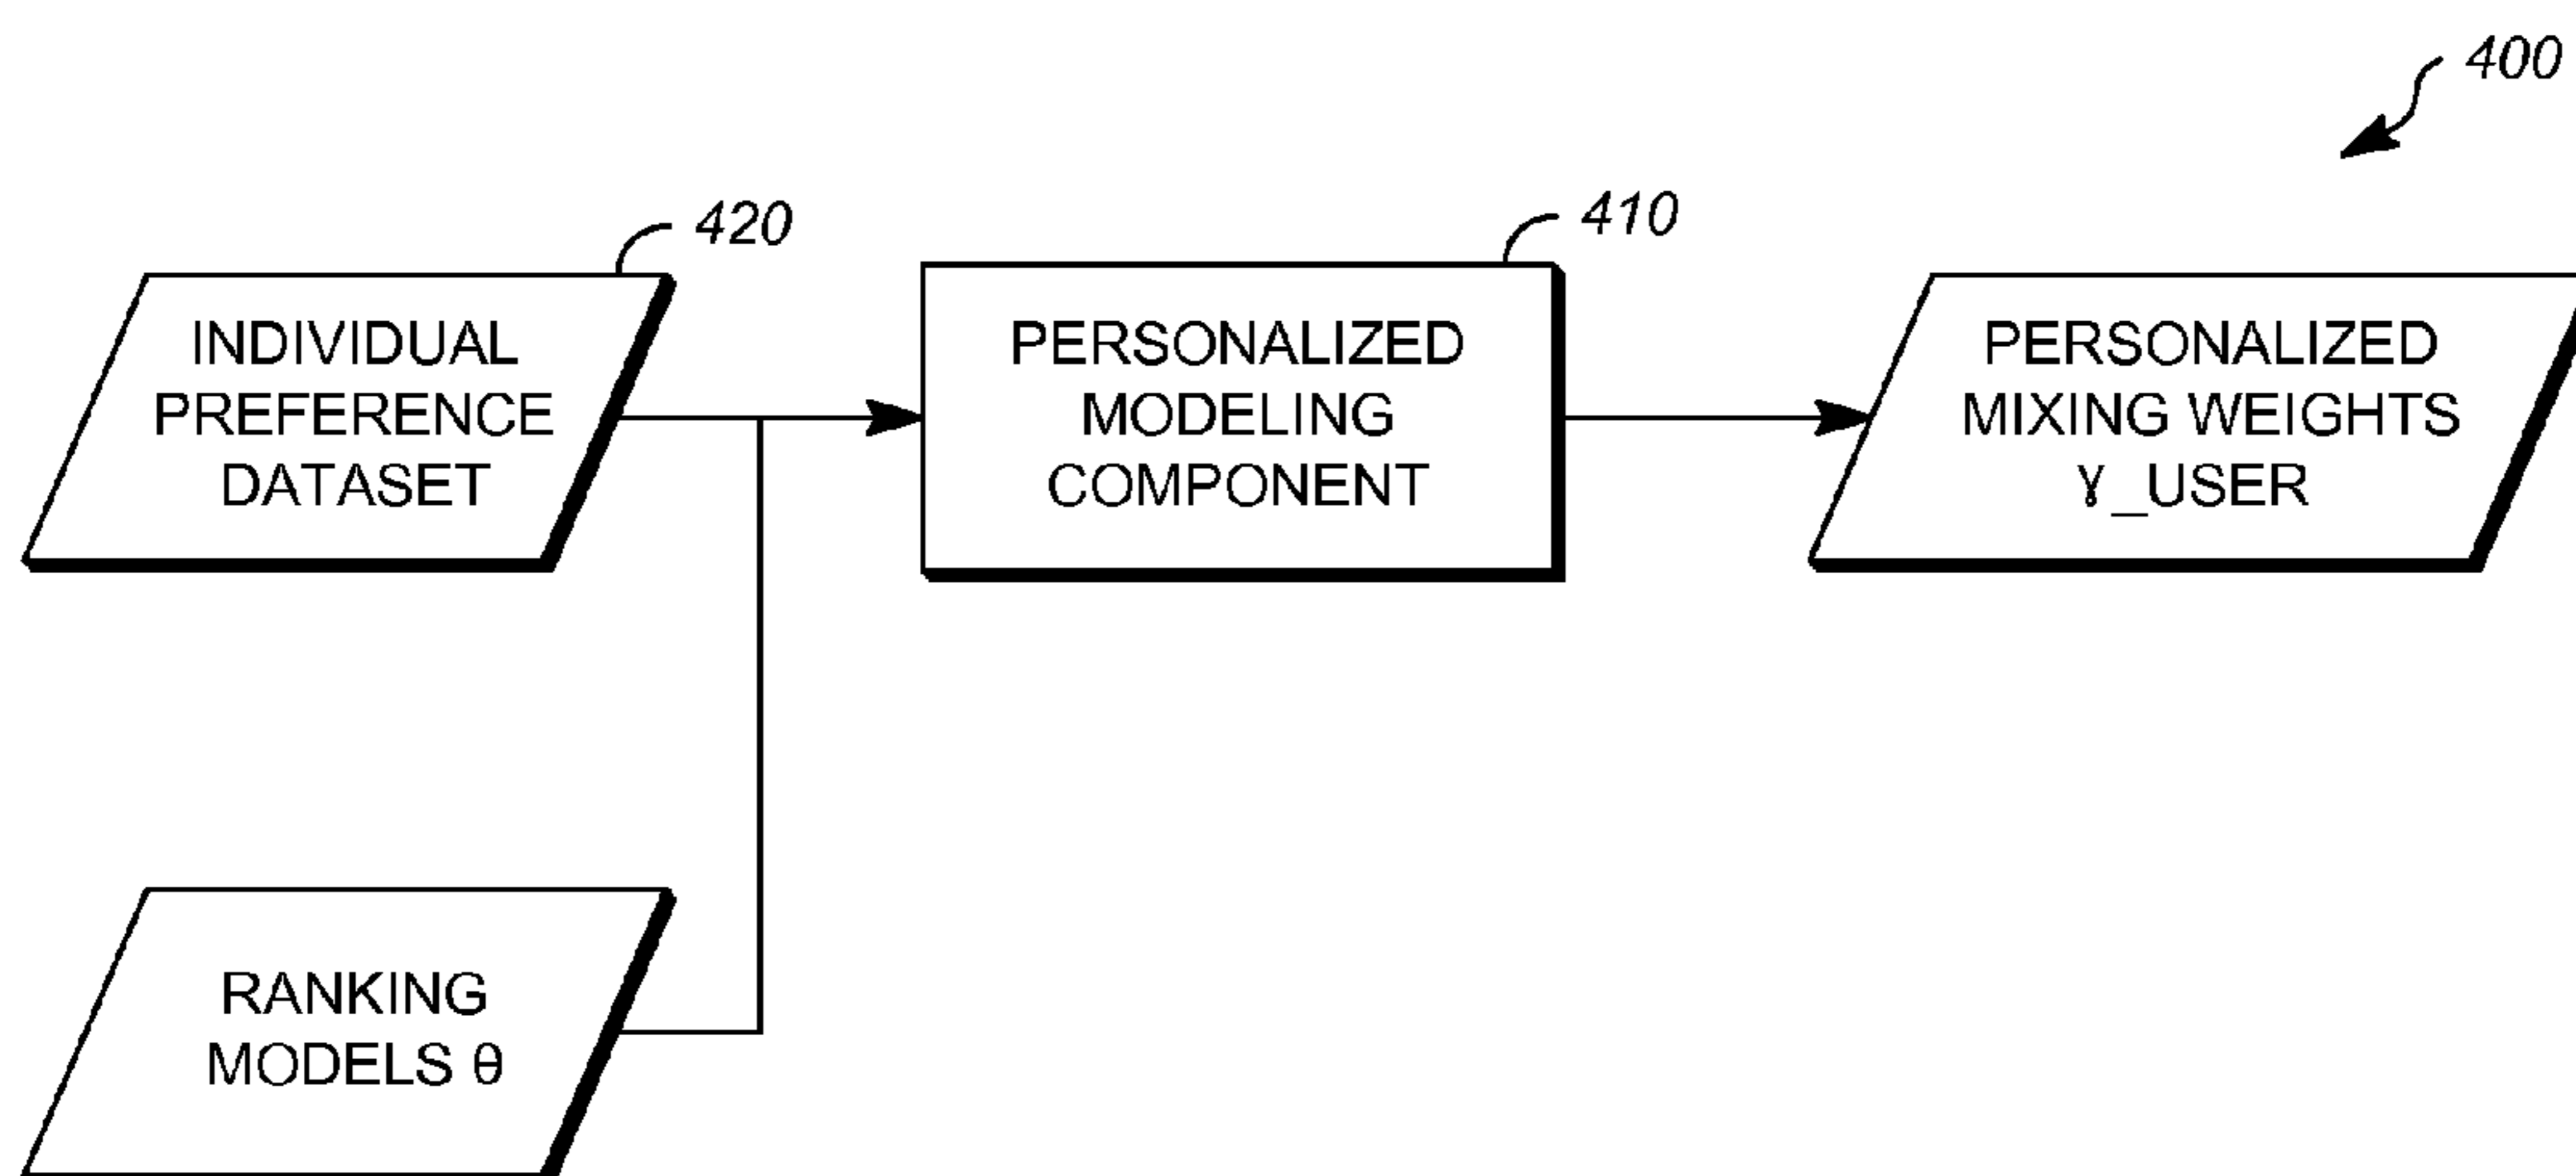 400
420
410
INDIVIDUAL
PREFERENCE
DATASET
PERSONALIZED
MODELING
COMPONENT
PERSONALIZED
MIXING WEIGHTS
γ_USER
RANKING
MODELS θ